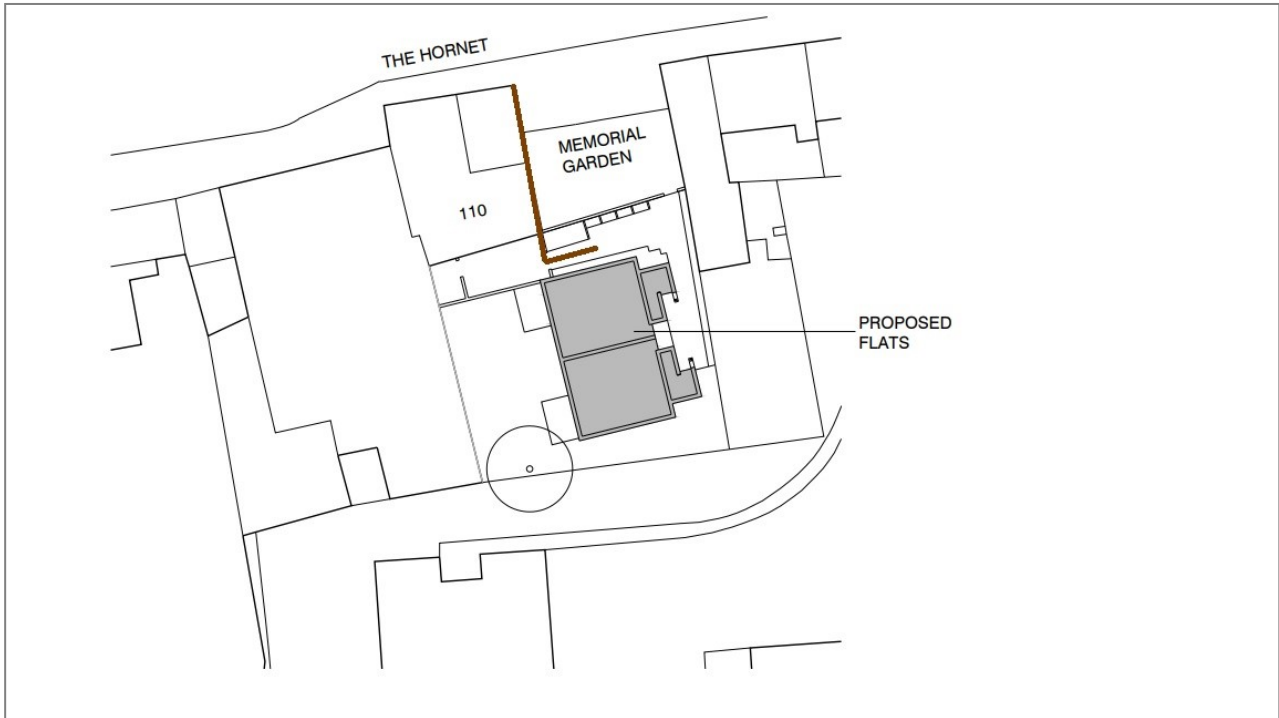 THE HORNET
MEMORIAL
GARDEN
110
PROPOSED
FLATS